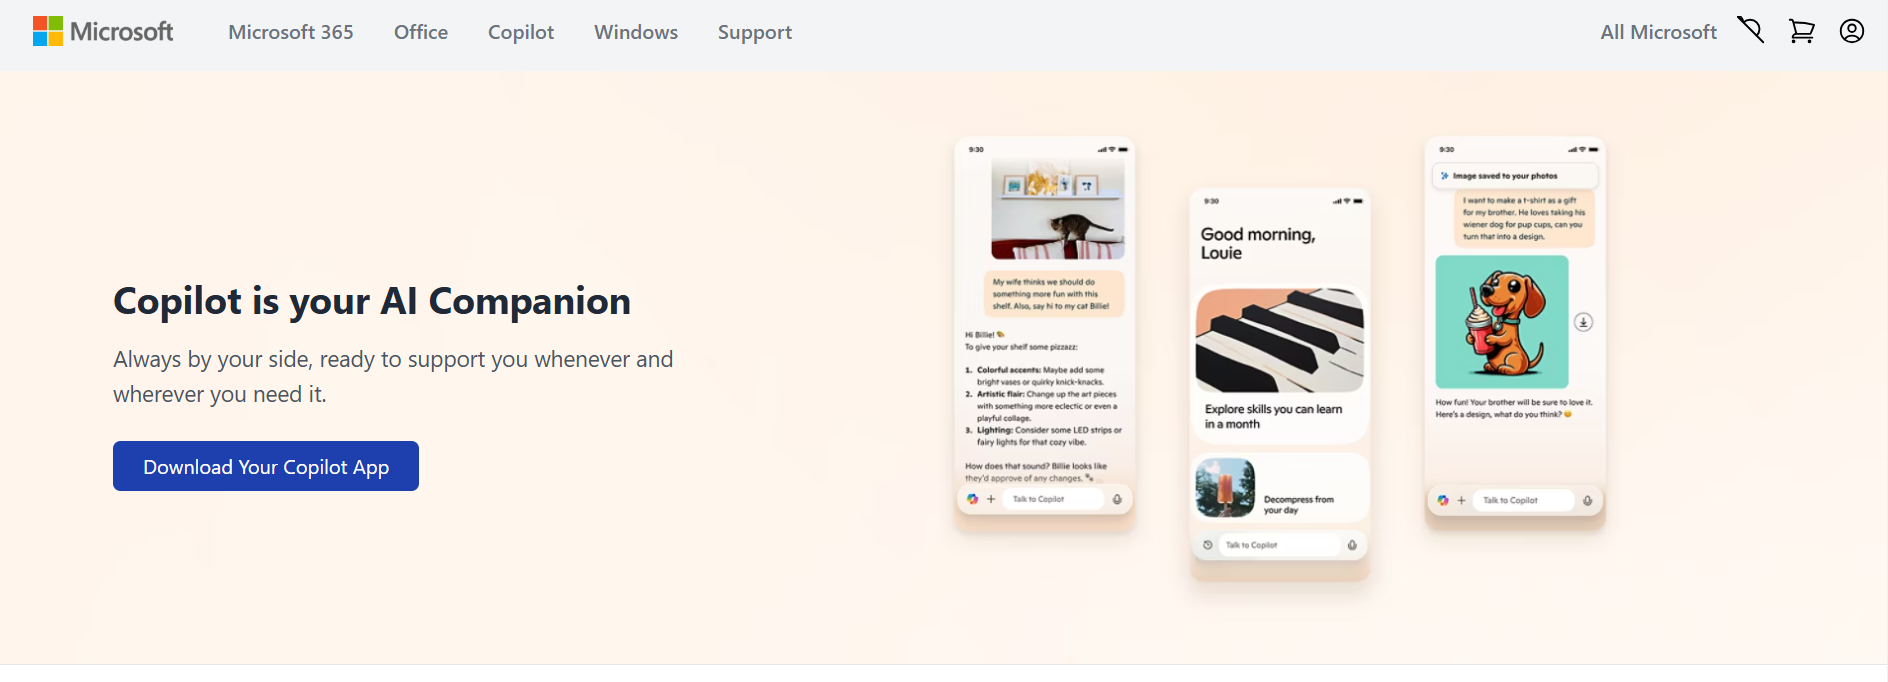 Microsoft
Microsoft 365
Office
Copilot
Windows
Support
All Microsoft
Copilot is your AI Companion
Always by your side, ready to support you whenever and
wherever you need it.
Download Your Copilot App
9:30
My wife thinks we should do
something more fun with this
shelf. Also, say hi to my cat Billie!
Hi Billie!
To give your shelf some pizzazz:
1. Colorful accents: Maybe add some
bright vases or quirky knick-knacks.
2. Artistic flair: Change up the art pieces
with something more eclectic or even a
playful collage.
3. Lighting: Consider some LED strips or
fairy lights for that cozy vibe.
How does that sound? Billie looks like
they'd approve of any changes.
Talk to Copilot
9:30
Good morning,
Louie
Explore skills you can learn
in a month
Decompress from
your day
Talk to Copilot
9:30
Image saved to your photos
I want to make a t-shirt as a gift
for my brother. He loves taking his
wiener dog for pup cups, can you
turn that into a design.
How fun! Your brother will be sure to love it.
Here's a design, what do you think? 😊
Talk to Copilot